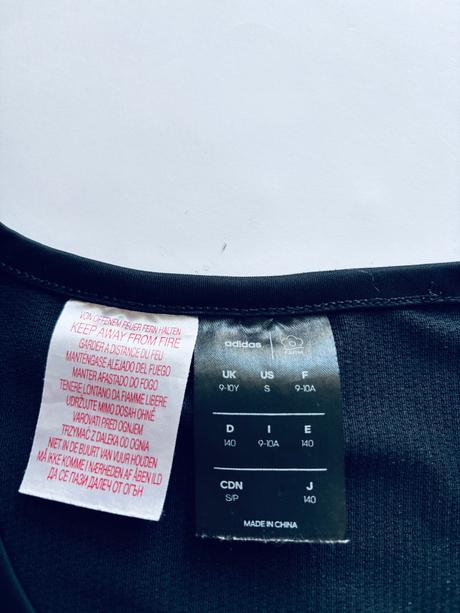 VON OFFENEM FEUER FERN HALTEN
KEEP AWAY FROM FIRE
GARDER A DISTANCE DU FEU
MANTÉNGASE ALEJADO DEL FUEGO
MANTER AFASTADO DO FOGO
TENERE LONTANO DA FIAMME LIBERE
UDRŽUJTE MIMO DOSAH OHNĚ
VAROVATI PRED OGNJEM
TRZYMAĆ Z DALEKA OD OGNIA
NIET IN DE BUURT VAN VUUR HOUDEN
MÅ IKKE KOMME I NÆRHEDEN AF ÅBEN ILD
ДА СЕ ПАЗИ ДАЛЕЧ ОТ ОГЪН
adidas
UK US F
9-10Y S 9-10A
D I E
140 9-10A 140
CDN J
S/P 140
MADE IN CHINA